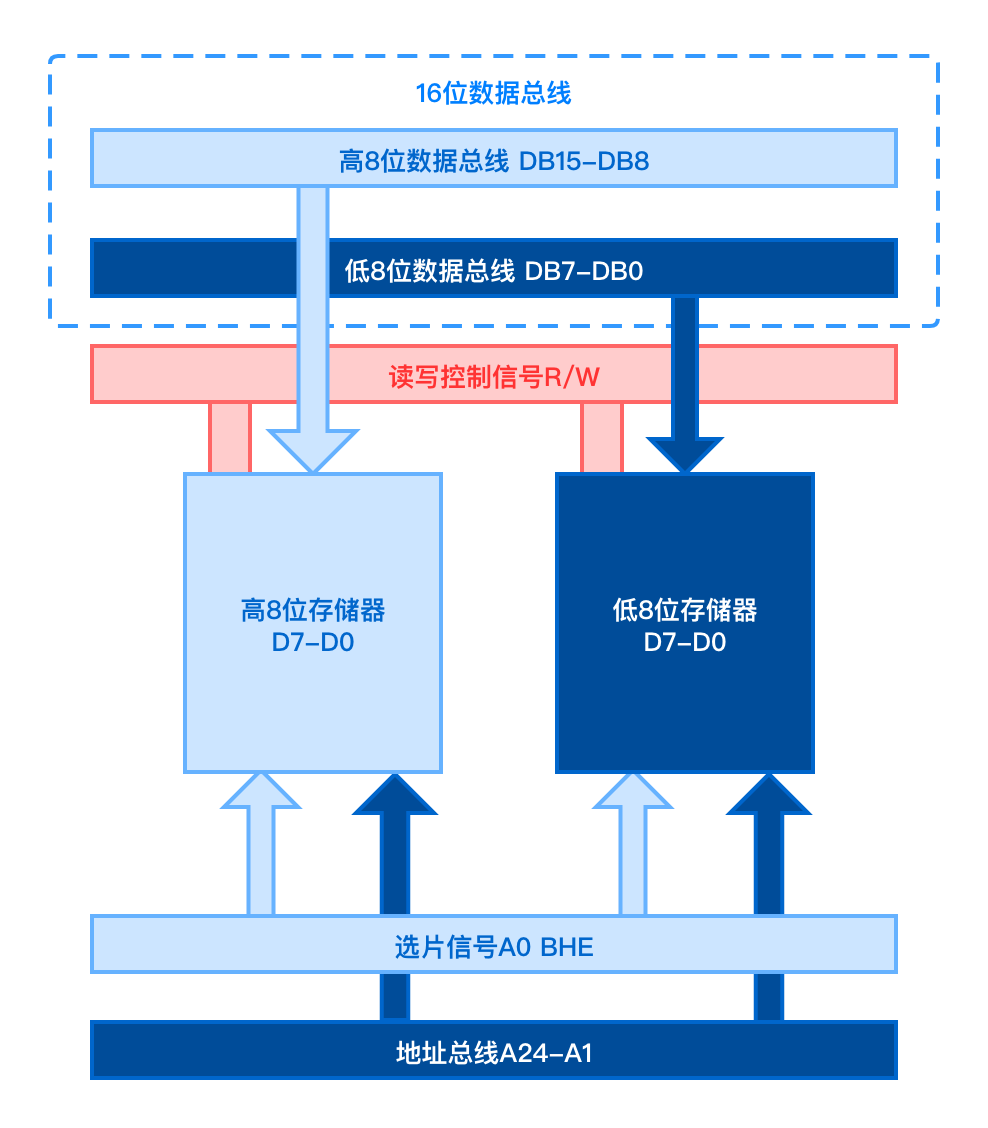 16位数据总线
高8位数据总线 DB15-DB8
低8位数据总线 DB7-DB0
读写控制信号R/W
高8位存储器
D7-D0
低8位存储器
D7-D0
选片信号A0 BHE
地址总线A24-A1